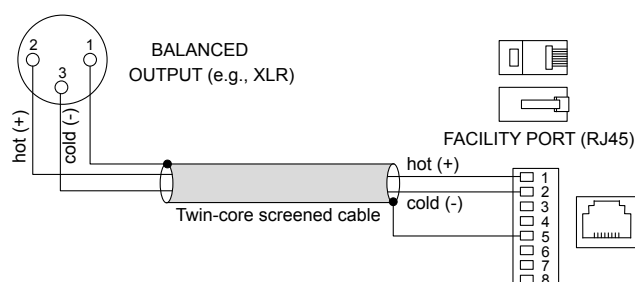 2
1
3
BALANCED
OUTPUT (e.g., XLR)
hot (+)
cold (-)
FACILITY PORT (RJ45)
hot (+)
cold (-)
Twin-core screened cable
1
2
3
4
5
6
7
8